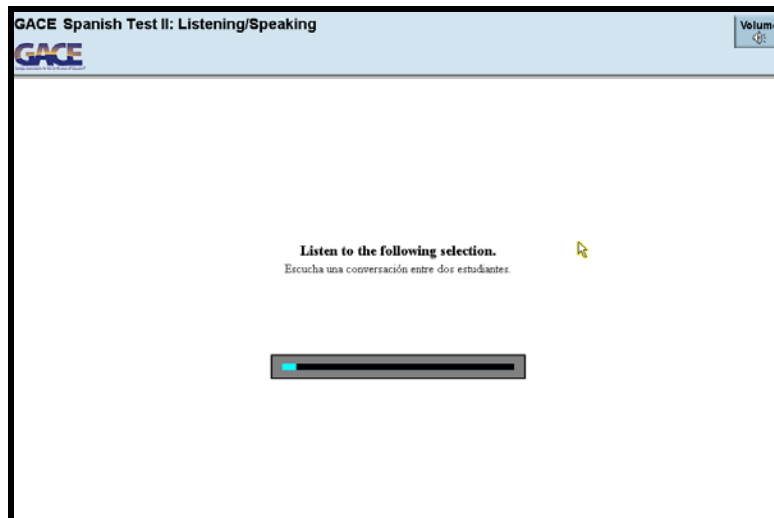 GACE Spanish Test II: Listening/Speaking
Volume
GACE
Listen to the following selection.
Escucha una conversación entre dos estudiantes.